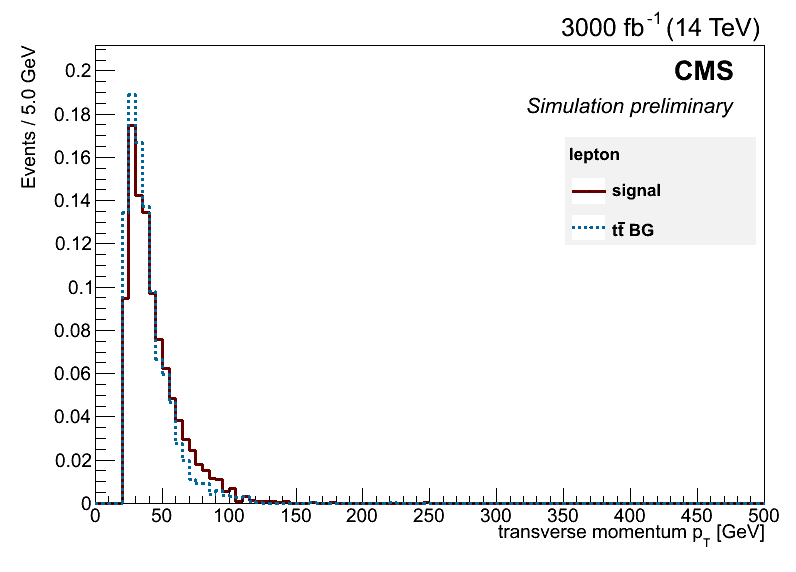 3000 fb⁻¹ (14 TeV)
Events / 5.0 GeV
CMS
Simulation preliminary
lepton
signal
tt̄ BG
0.2
0.18
0.16
0.14
0.12
0.1
0.08
0.06
0.04
0.02
0
0 50 100 150 200 250 300 350 400 450 500
transverse momentum p_T [GeV]